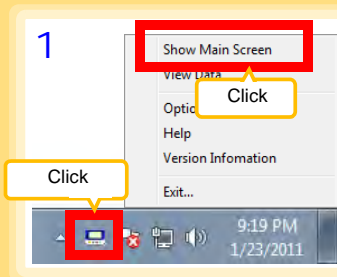 1
Show Main Screen
View Data
Click
Optio
Help
Version Infomation
Click
Exit...
9:19 PM
1/23/2011